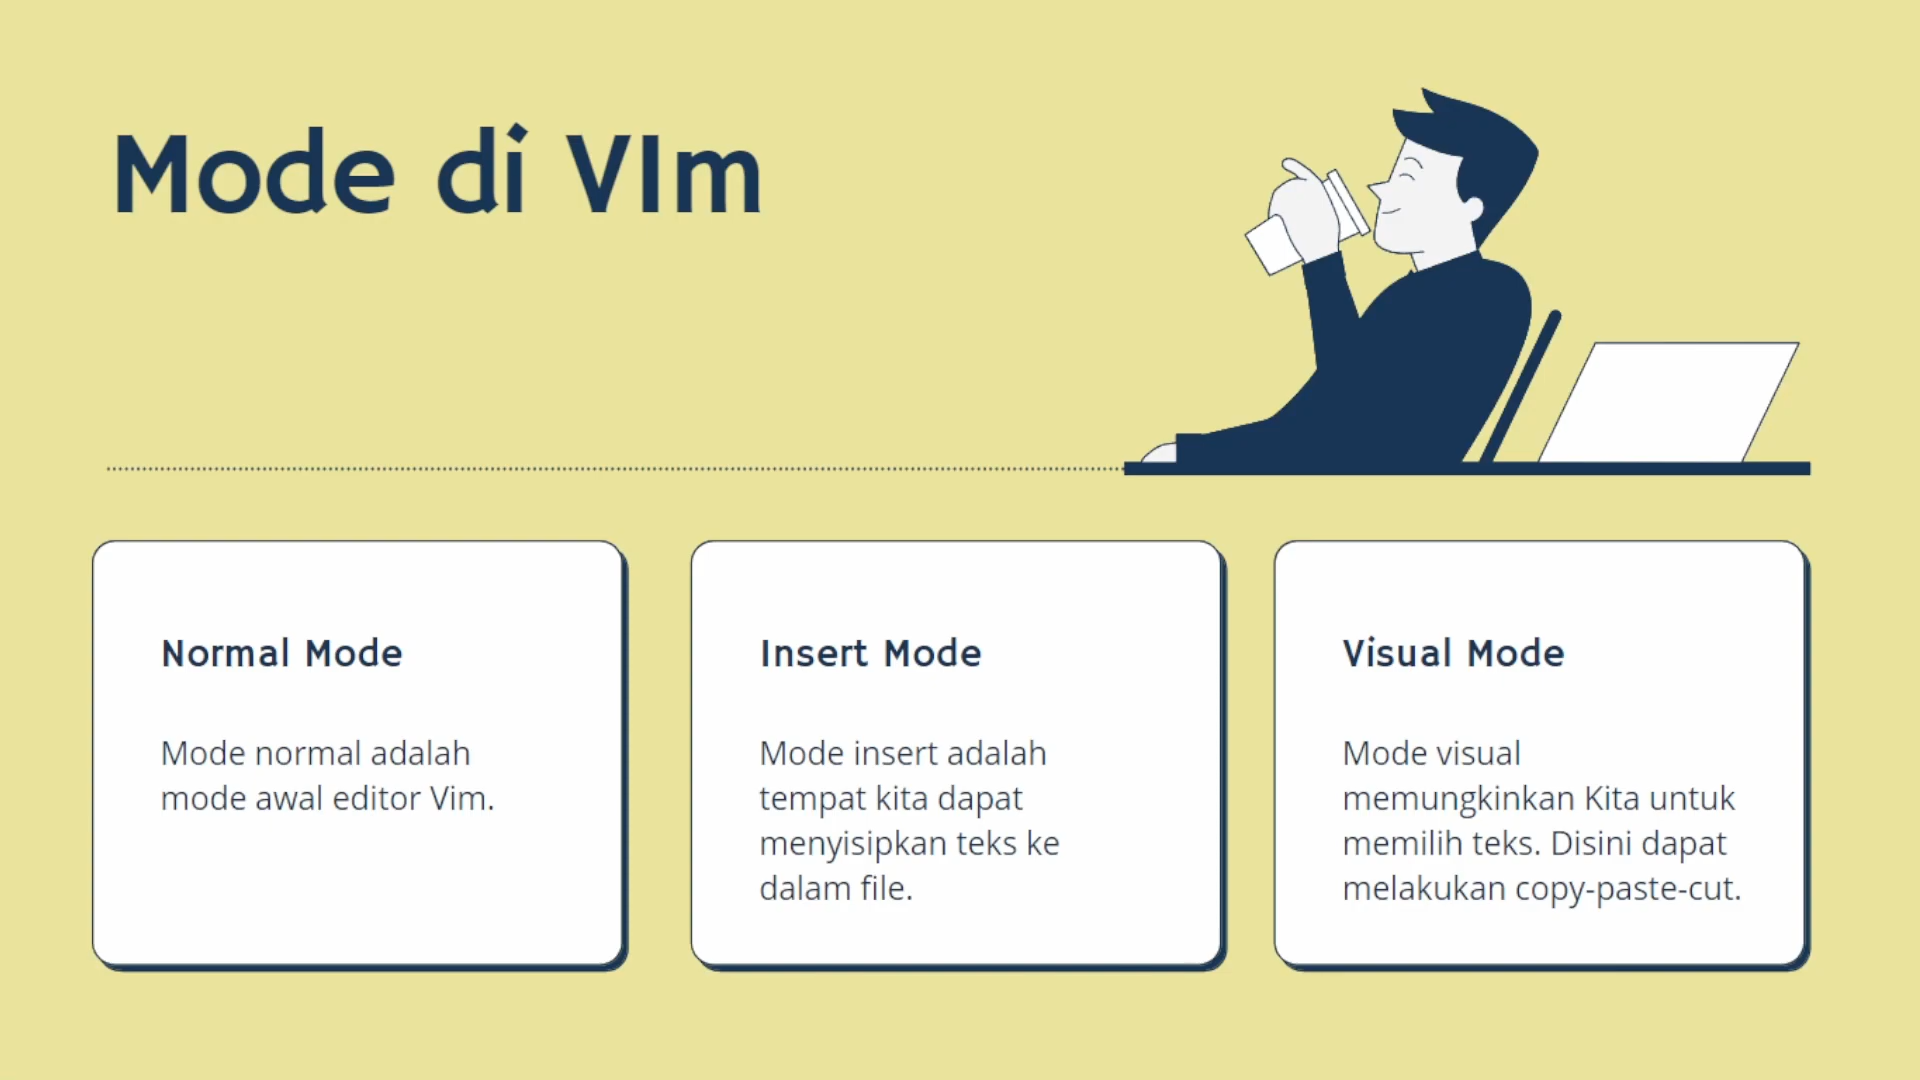 Mode di VIm
Normal Mode
Mode normal adalah
mode awal editor Vim.
Insert Mode
Mode insert adalah
tempat kita dapat
menyisipkan teks ke
dalam file.
Visual Mode
Mode visual
memungkinkan Kita untuk
memilih teks. Disini dapat
melakukan copy-paste-cut.